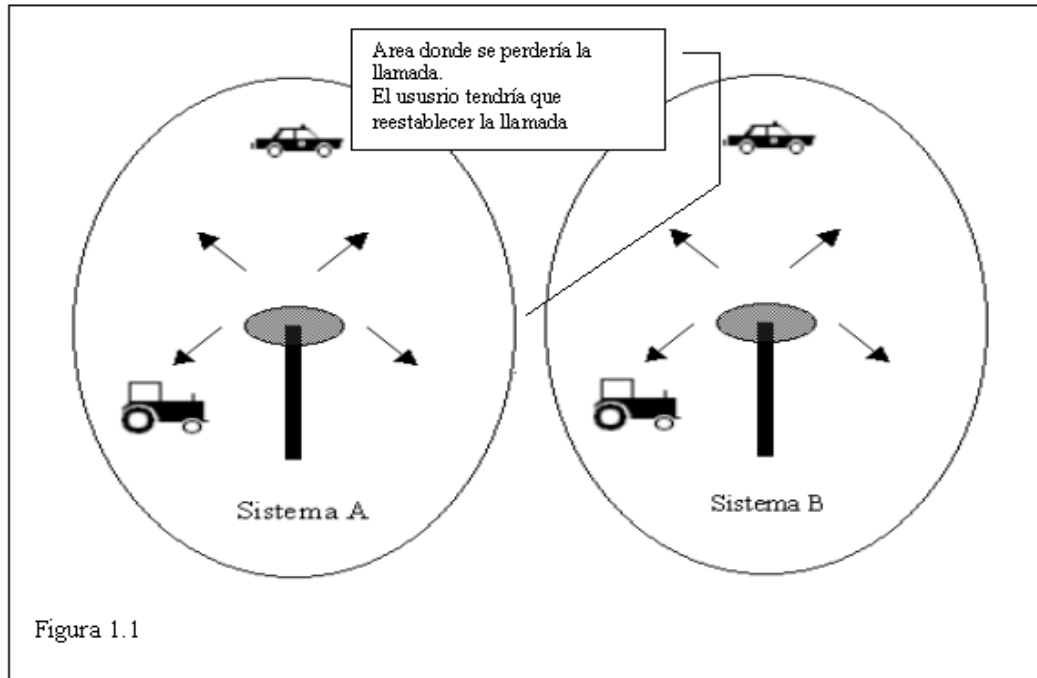 Area donde se perdería la
llamada.
El ususrio tendría que
reestablecer la llamada
Sistema A
Sistema B
Figura 1.1